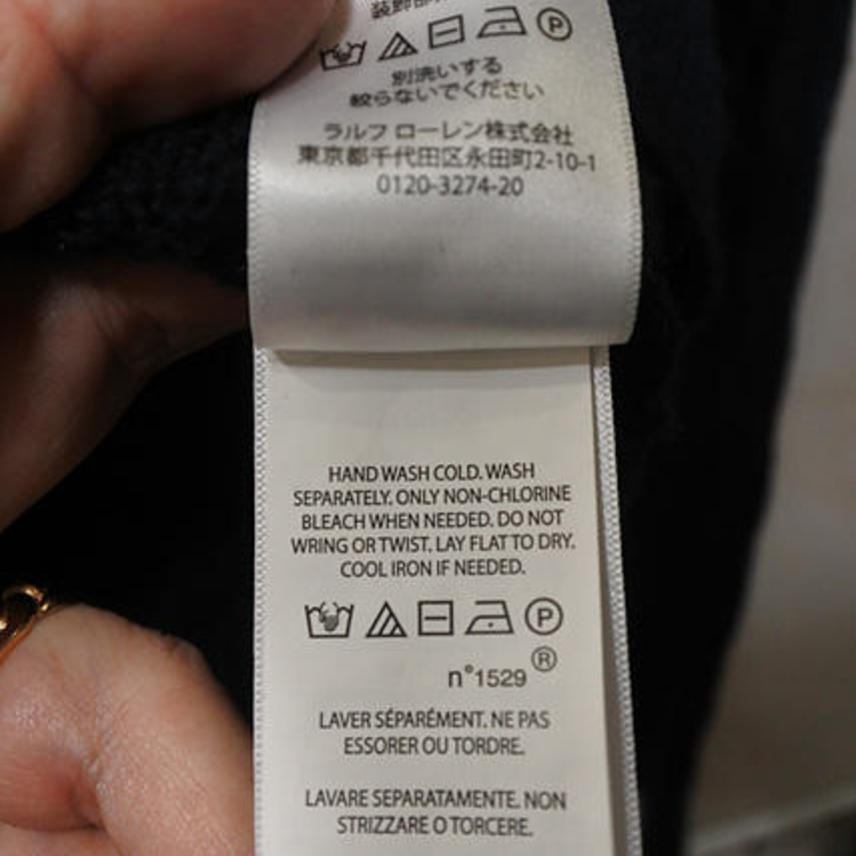 別洗いする
絞らないでください
ラルフ ローレン株式会社
東京都千代田区永田町2-10-1
0120-3274-20
HAND WASH COLD. WASH
SEPARATELY. ONLY NON-CHLORINE
BLEACH WHEN NEEDED. DO NOT
WRING OR TWIST. LAY FLAT TO DRY.
COOL IRON IF NEEDED.
P
n°1529 ®
LAVER SÉPARÉMENT. NE PAS
ESSORER OU TORDRE.
LAVARE SEPARATAMENTE. NON
STRIZZARE O TORCERE.